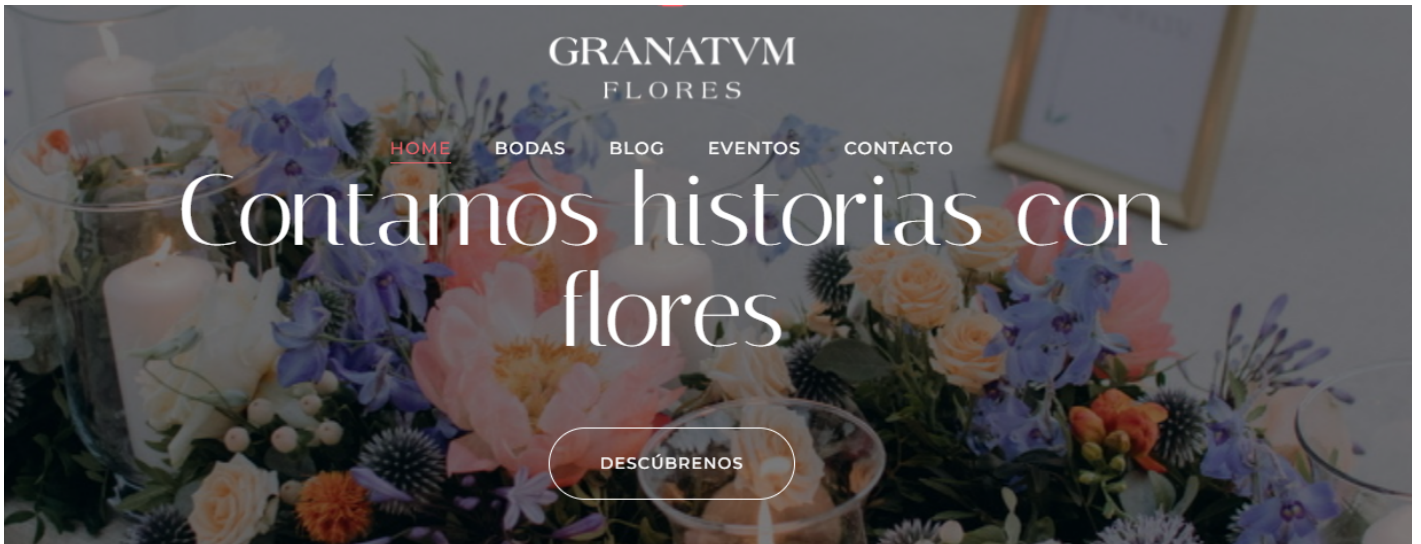 GRANATVM
FLORES
HOME BODAS BLOG EVENTOS CONTACTO
Contamos historias con
flores
DESCÚBRENOS